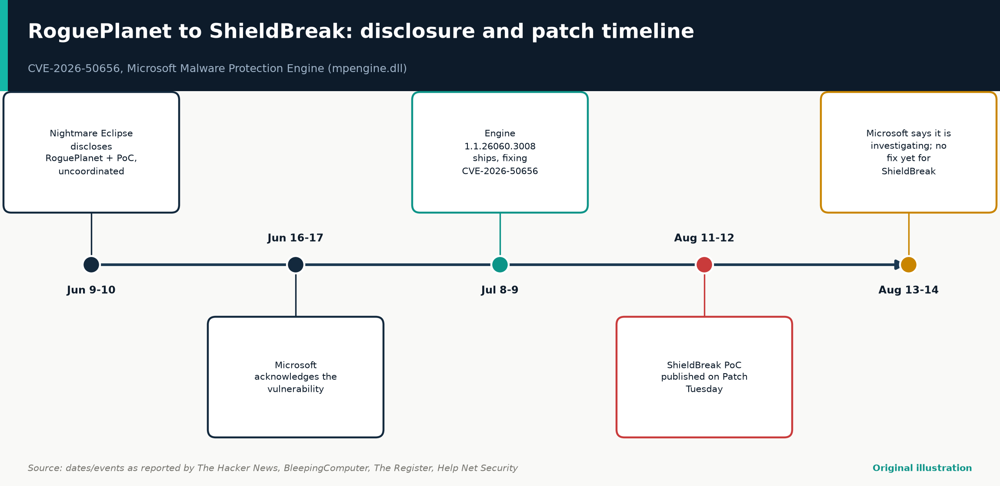 RoguePlanet to ShieldBreak: disclosure and patch timeline
CVE-2026-50656, Microsoft Malware Protection Engine (mpengine.dll)
Nightmare Eclipse
discloses
RoguePlanet + PoC,
uncoordinated
Engine
1.1.26060.3008
ships, fixing
CVE-2026-50656
Microsoft says it is
investigating; no
fix yet for
ShieldBreak
Jun 16-17
Aug 11-12
Jun 9-10
Jul 8-9
Aug 13-14
Microsoft
acknowledges the
vulnerability
ShieldBreak PoC
published on Patch
Tuesday
Source: dates/events as reported by The Hacker News, BleepingComputer, The Register, Help Net Security
Original illustration